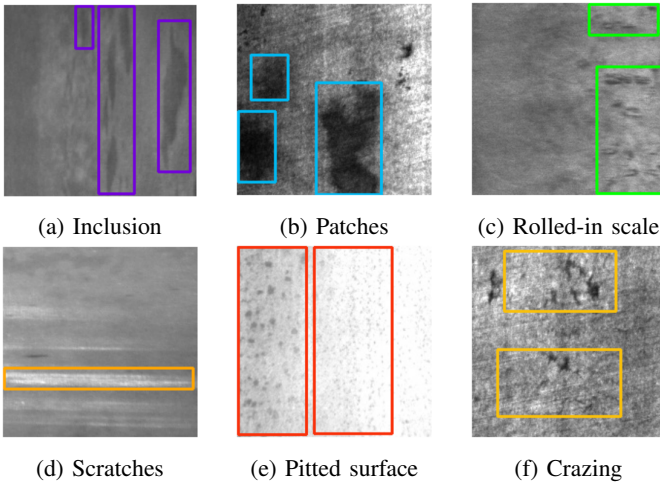 (a) Inclusion
(b) Patches
(c) Rolled-in scale
(d) Scratches
(e) Pitted surface
(f) Crazing